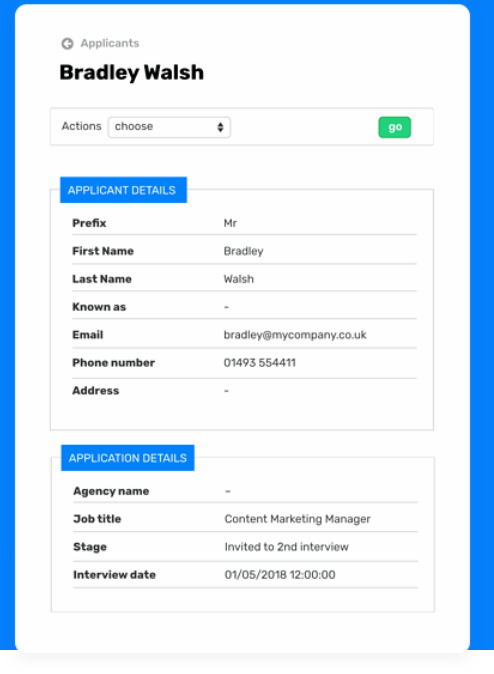 Applicants
Bradley Walsh
Actions choose go
APPLICANT DETAILS
Prefix Mr
First Name Bradley
Last Name Walsh
Known as -
Email bradley@mycompany.co.uk
Phone number 01493 554411
Address -
APPLICATION DETAILS
Agency name –
Job title Content Marketing Manager
Stage Invited to 2nd interview
Interview date 01/05/2018 12:00:00